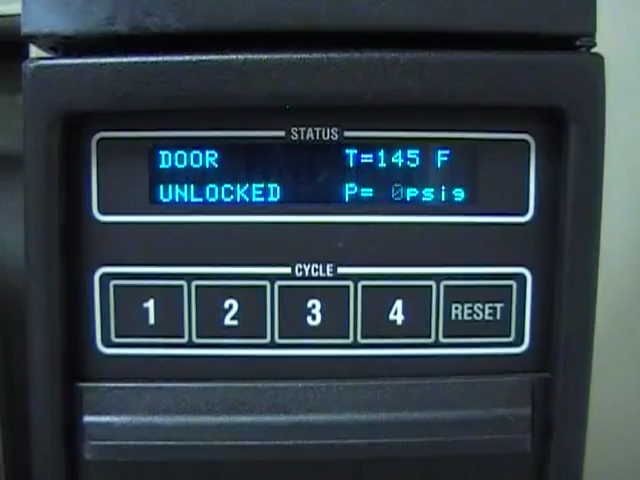 STATUS
DOOR T=145 F
UNLOCKED P= 0psig
CYCLE
1 2 3 4 RESET